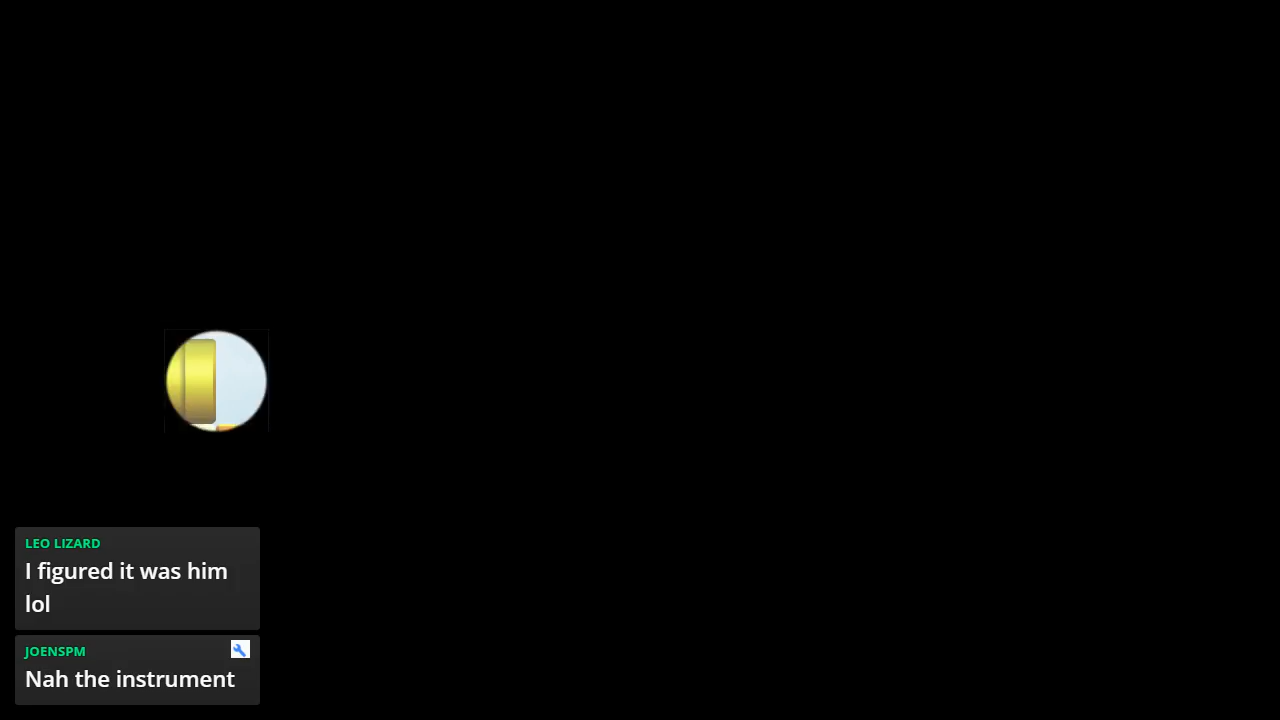 LEO LIZARD
I figured it was him
lol
JOENSPM
Nah the instrument